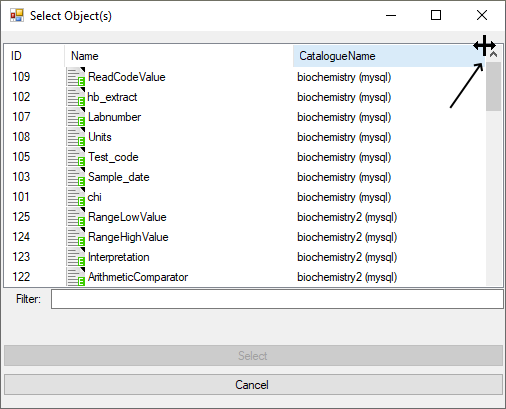 Select Object(s)
ID Name CatalogueName
109 ReadCodeValue biochemistry (mysql)
102 hb_extract biochemistry (mysql)
107 Labnumber biochemistry (mysql)
108 Units biochemistry (mysql)
105 Test_code biochemistry (mysql)
103 Sample_date biochemistry (mysql)
101 chi biochemistry (mysql)
125 RangeLowValue biochemistry2 (mysql)
124 RangeHighValue biochemistry2 (mysql)
123 Interpretation biochemistry2 (mysql)
122 ArithmeticComparator biochemistry2 (mysql)
Filter:
Select
Cancel